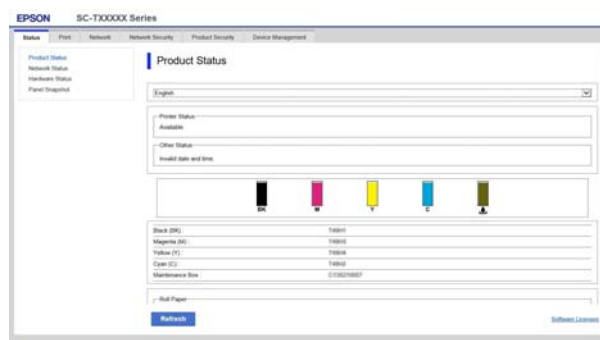 EPSON SC-TXXXXX Series
Status Print Network Network Security Product Security Device Management
Product Status
Network Status
Hardware Status
Panel Snapshot
Product Status
English
Printer Status
Available
Other Status
Invalid date and time
BK M Y C
Black (BK) :
Magenta (M) :
Yellow (Y) :
Cyan (C) :
Maintenance Box :
Roll Paper
Refresh
Software Licenses